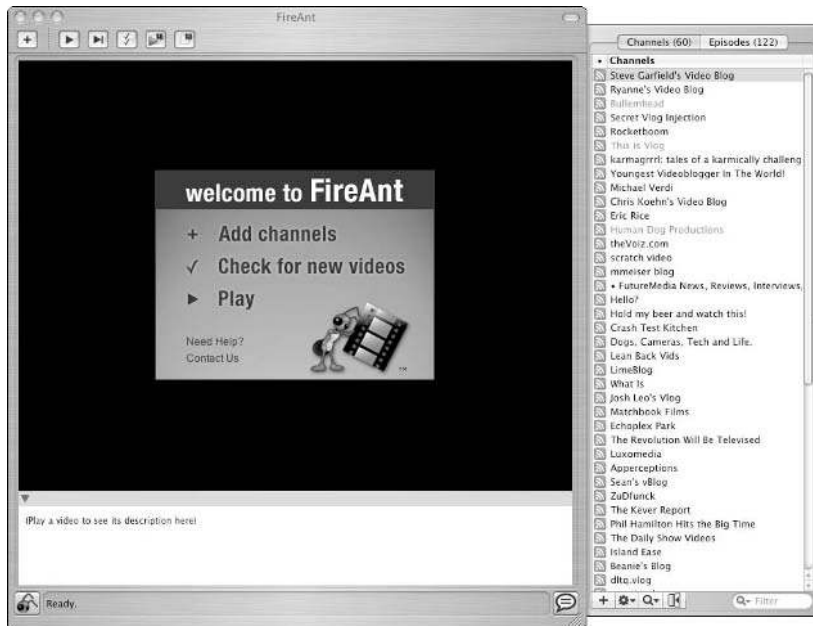 FireAnt
welcome to FireAnt
+ Add channels
✓ Check for new videos
▶ Play
Need Help?
Contact Us
TM
(Play a video to see its description here)
Ready.
Channels (60)
Episodes (122)
• Channels
Steve Garfield's Video Blog
Ryanne's Video Blog
Bullemhead
Secret Vlog Injection
Rocketboom
This is Vlog
karmagrrrl: tales of a karmically challeng
Youngest Videoblogger In The World!
Michael Verdi
Chris Koehn's Video Blog
Eric Rice
Human Dog Productions
theVoiz.com
scratch video
mmeiser blog
• FutureMedia News, Reviews, Interviews,
Hello?
Hold my beer and watch this!
Crash Test Kitchen
Dogs, Cameras, Tech and Life.
Lean Back Vids
LimeBlog
What Is
Josh Leo's Vlog
Matchbook Films
Echoplex Park
The Revolution Will Be Televised
Luxomedia
Apperceptions
Sean's vBlog
ZuDfunck
The Kever Report
Phil Hamilton Hits the Big Time
The Daily Show Videos
Island Ease
Beanie's Blog
dltq.vlog
Filter